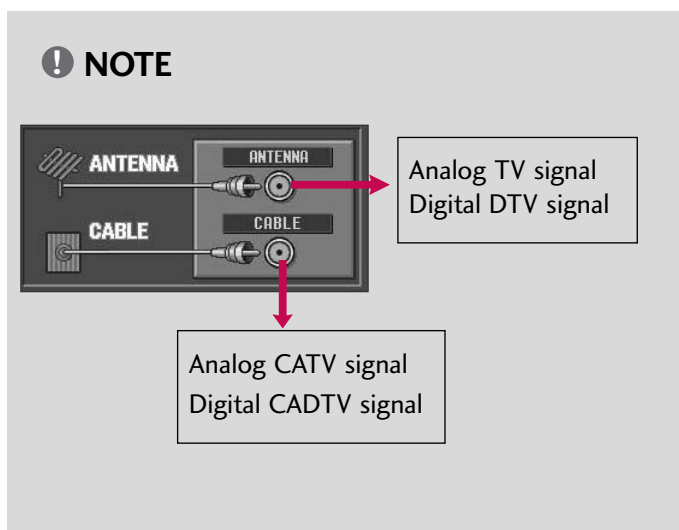 ! NOTE
ANTENNA
ANTENNA
Analog TV signal
Digital DTV signal
CABLE
CABLE
Analog CATV signal
Digital CADTV signal